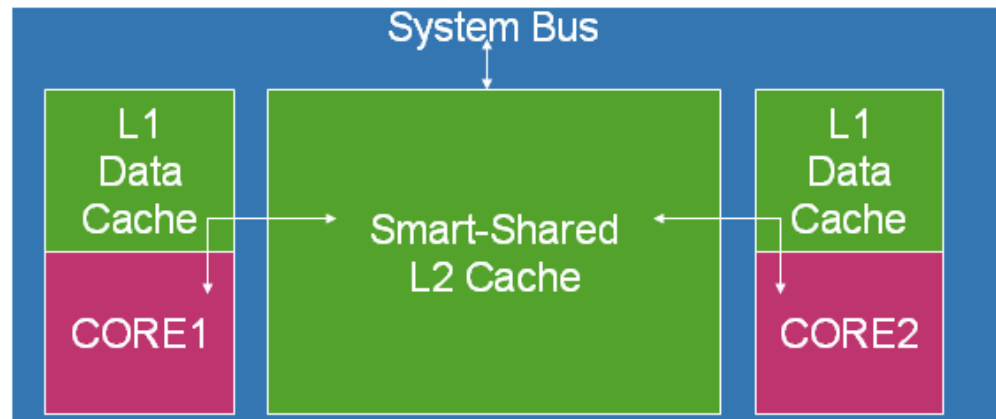 System Bus
L1
Data
Cache
CORE1
Smart-Shared
L2 Cache
L1
Data
Cache
CORE2